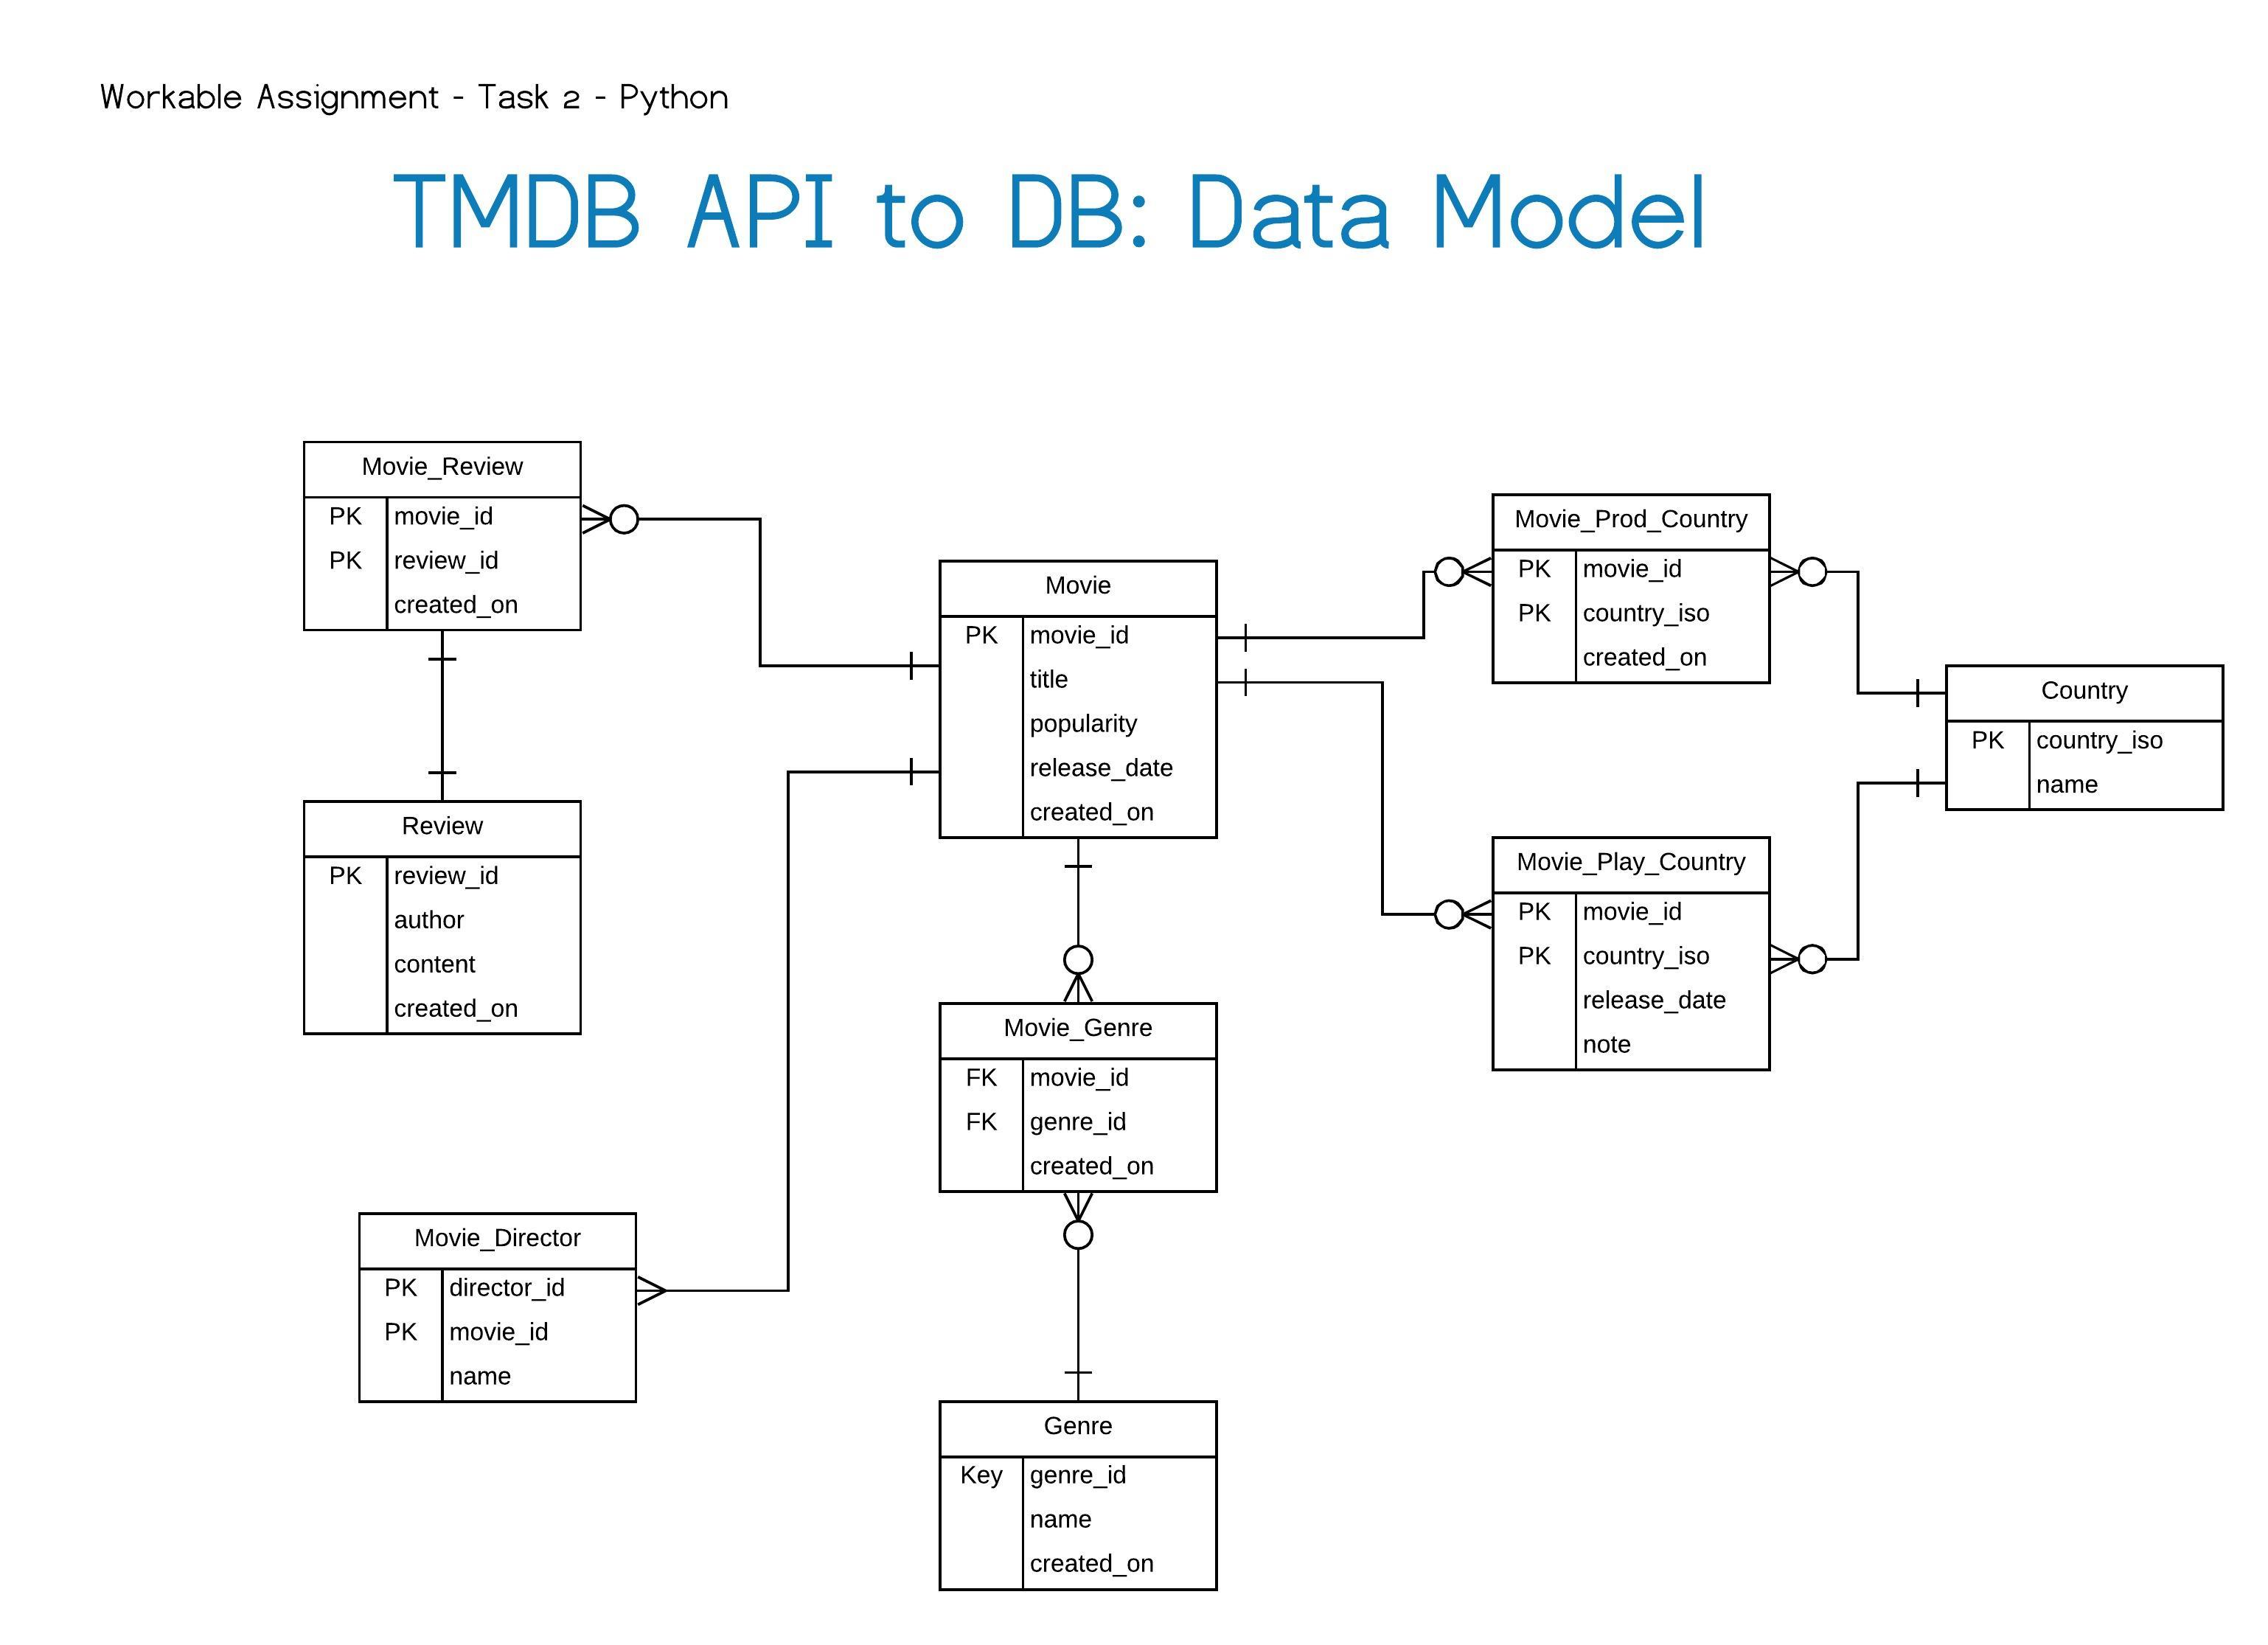 Workable Assignment - Task 2 - Python
TMDB API to DB: Data Model
Movie_Review
PK movie_id
PK review_id
created_on
Review
PK review_id
author
content
created_on
Movie_Director
PK director_id
PK movie_id
name
Movie
PK movie_id
title
popularity
release_date
created_on
Movie_Genre
FK movie_id
FK genre_id
created_on
Genre
Key genre_id
name
created_on
Movie_Prod_Country
PK movie_id
PK country_iso
created_on
Movie_Play_Country
PK movie_id
PK country_iso
release_date
note
Country
PK country_iso
name